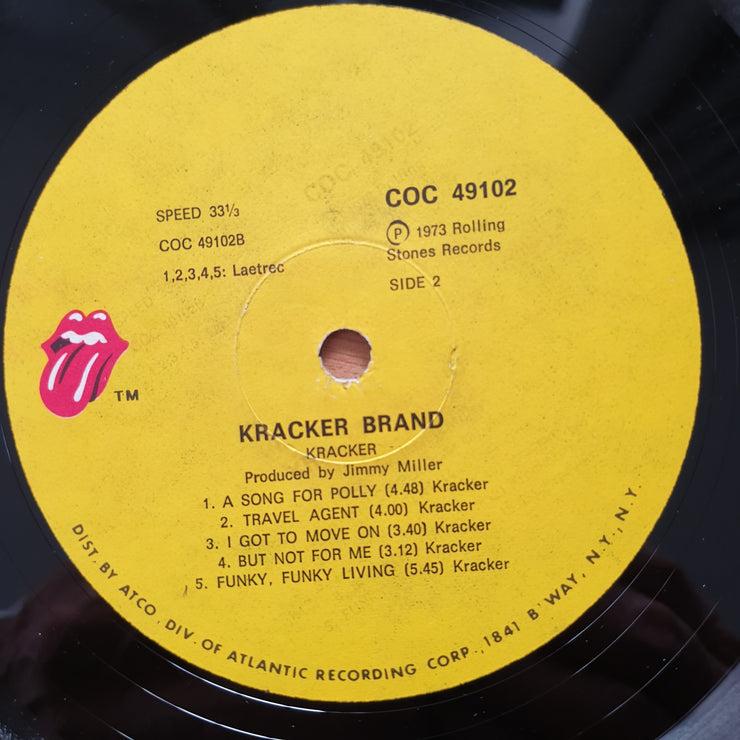 SPEED 33⅓
COC 49102B
1,2,3,4,5: Laetrec
COC 49102
Ⓟ 1973 Rolling
Stones Records
SIDE 2
TM
KRACKER BRAND
KRACKER
Produced by Jimmy Miller
1. A SONG FOR POLLY (4.48) Kracker
2. TRAVEL AGENT (4.00) Kracker
3. I GOT TO MOVE ON (3.40) Kracker
4. BUT NOT FOR ME (3.12) Kracker
5. FUNKY, FUNKY LIVING (5.45) Kracker
DIST. BY ATCO, DIV. OF ATLANTIC RECORDING CORP., 1841 B'WAY, N.Y., N.Y.
COC 49102